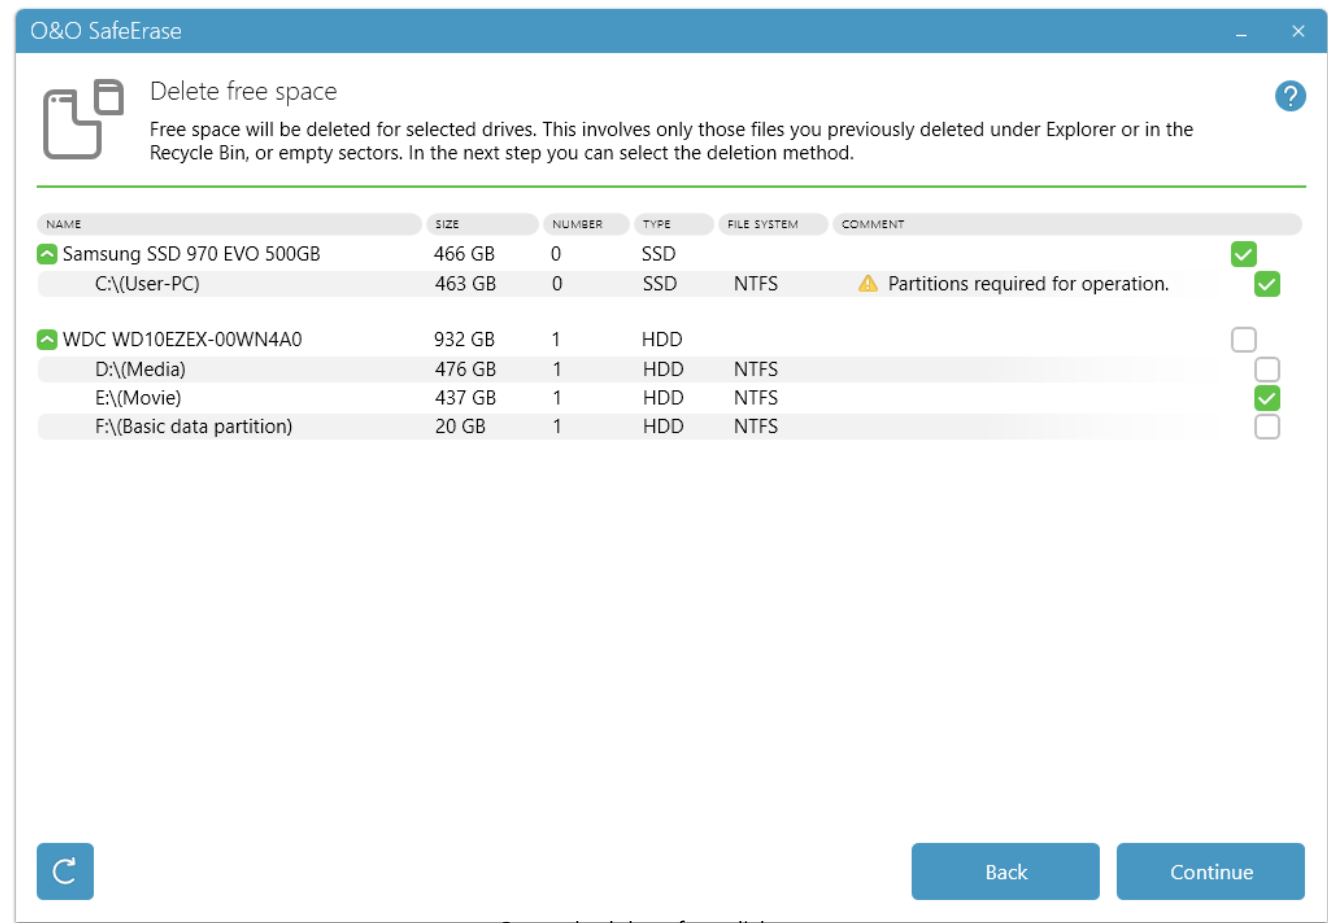 O&O SafeErase
Delete free space
?
Free space will be deleted for selected drives. This involves only those files you previously deleted under Explorer or in the
Recycle Bin, or empty sectors. In the next step you can select the deletion method.
NAME SIZE NUMBER TYPE FILE SYSTEM COMMENT
Samsung SSD 970 EVO 500GB 466 GB 0 SSD
C:\(User-PC) 463 GB 0 SSD NTFS Partitions required for operation.
WDC WD10EZEX-00WN4A0 932 GB 1 HDD
D:\(Media) 476 GB 1 HDD NTFS
E:\(Movie) 437 GB 1 HDD NTFS
F:\(Basic data partition) 20 GB 1 HDD NTFS
Back Continue